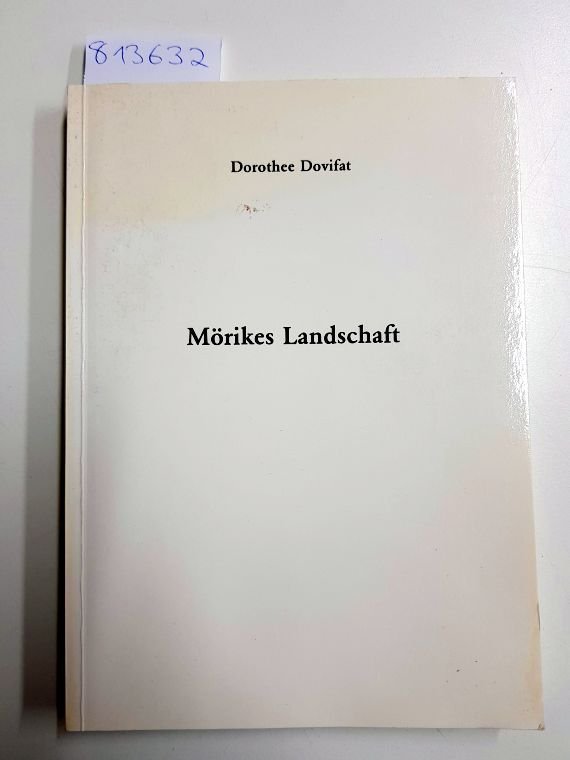 813632
Dorothee Dovifat
Mörikes Landschaft